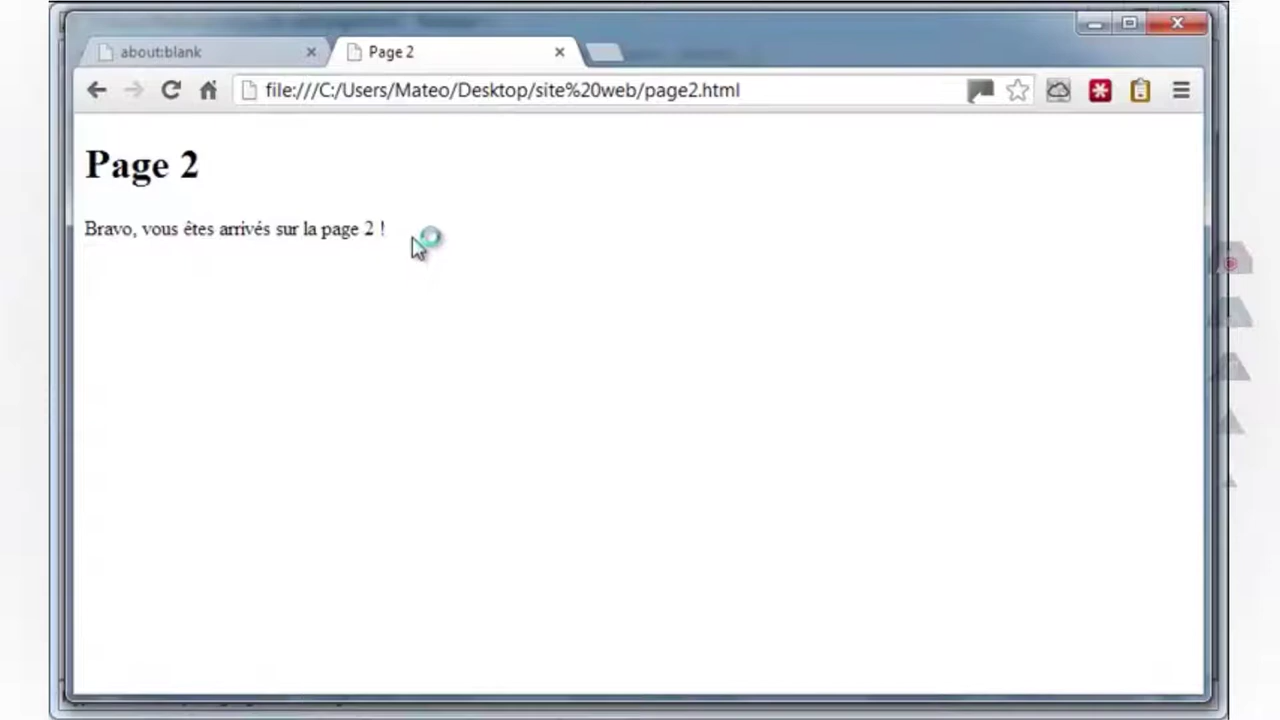 about:blank
Page 2
file:///C:/Users/Mateo/Desktop/site%20web/page2.html
Page 2
Bravo, vous êtes arrivés sur la page 2 !